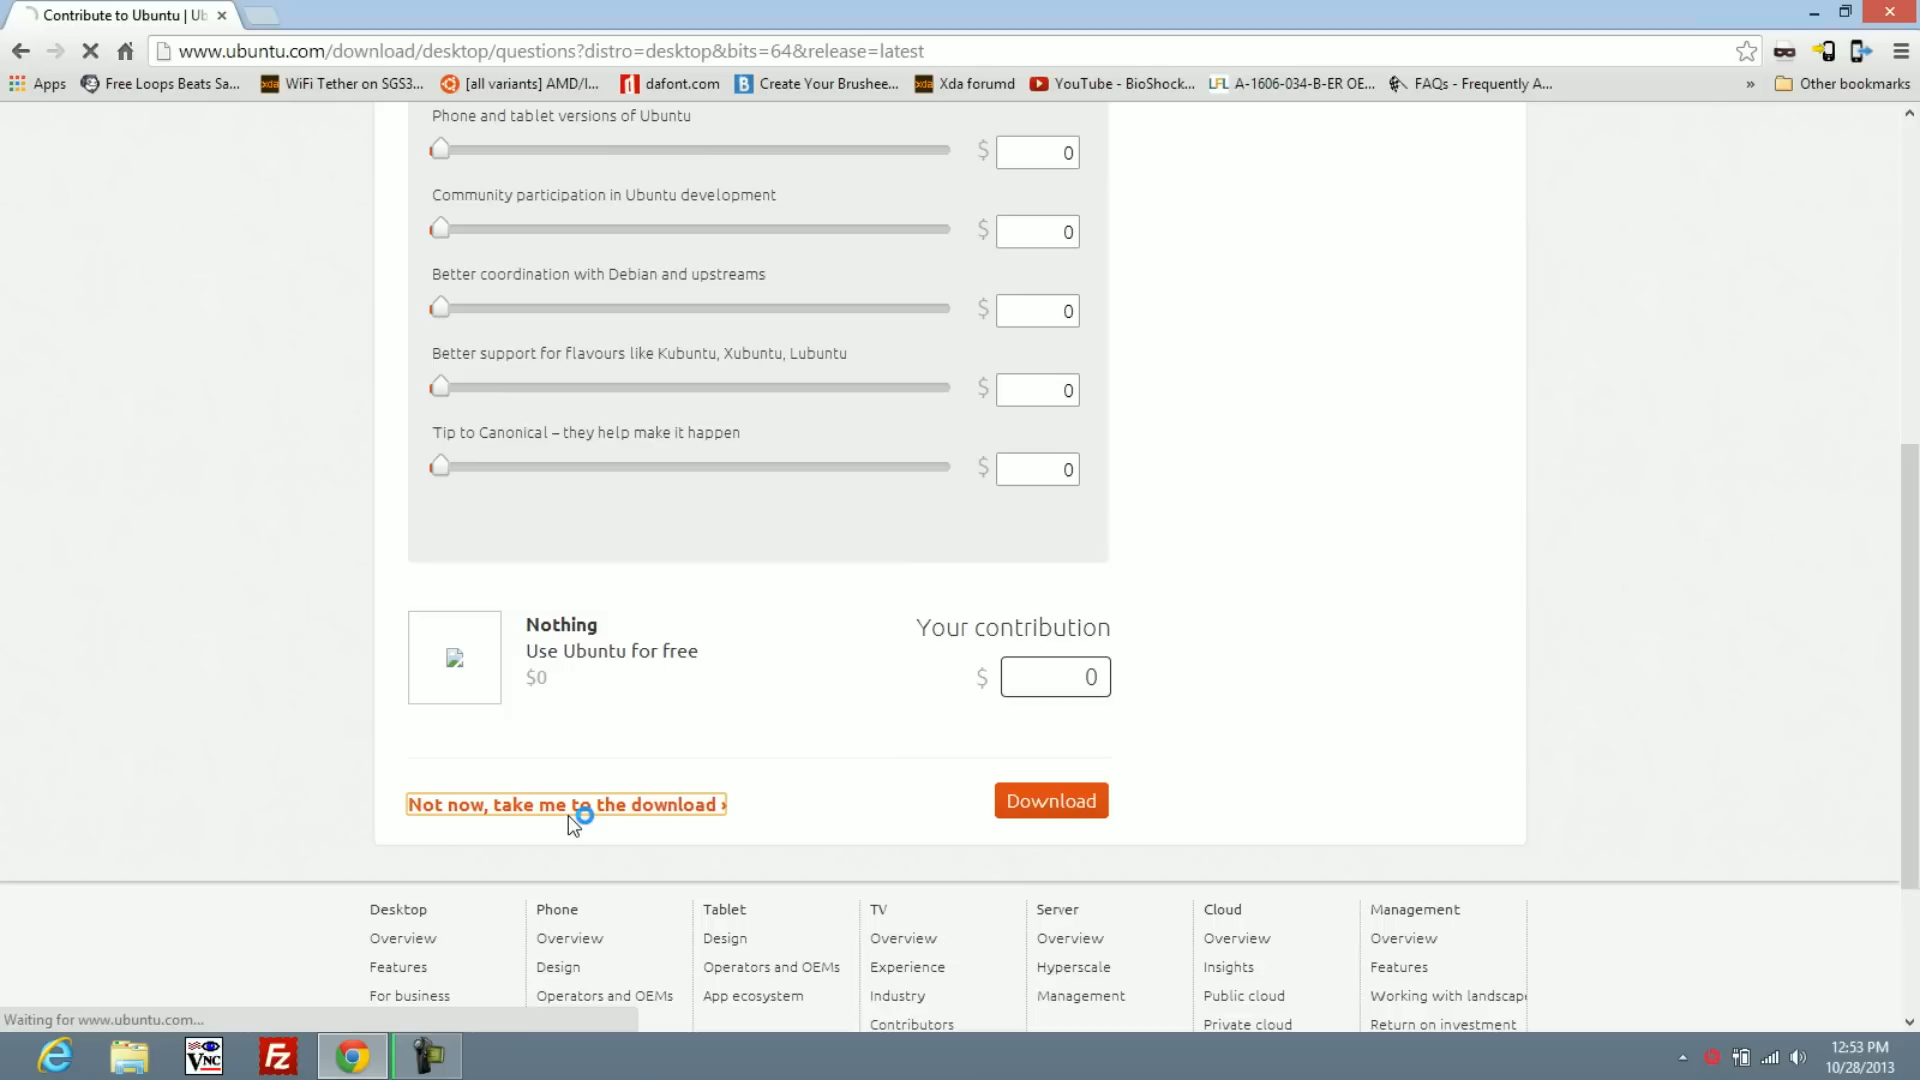 Contribute to Ubuntu | Ub
www.ubuntu.com/download/desktop/questions?distro=desktop&bits=64&release=latest
Apps Free Loops Beats Sa... WiFi Tether on SGS3... [all variants] AMD/I... dafont.com Create Your Brushee... Xda forumd YouTube - BioShock... LFL A-1606-034-B-ER OE... FAQs - Frequently A... » Other bookmarks
Phone and tablet versions of Ubuntu
$ 0
Community participation in Ubuntu development
$ 0
Better coordination with Debian and upstreams
$ 0
Better support for flavours like Kubuntu, Xubuntu, Lubuntu
$ 0
Tip to Canonical – they help make it happen
$ 0
Nothing
Use Ubuntu for free
$0
Your contribution
$ 0
Not now, take me to the download ›
Download
Desktop Phone Tablet TV Server Cloud Management
Overview Overview Design Overview Overview Overview Overview
Features Design Operators and OEMs Experience Hyperscale Insights Features
For business Operators and OEMs App ecosystem Industry Management Public cloud Working with landscap
Contributors Private cloud Return on investment
Waiting for www.ubuntu.com...
12:53 PM
10/28/2013